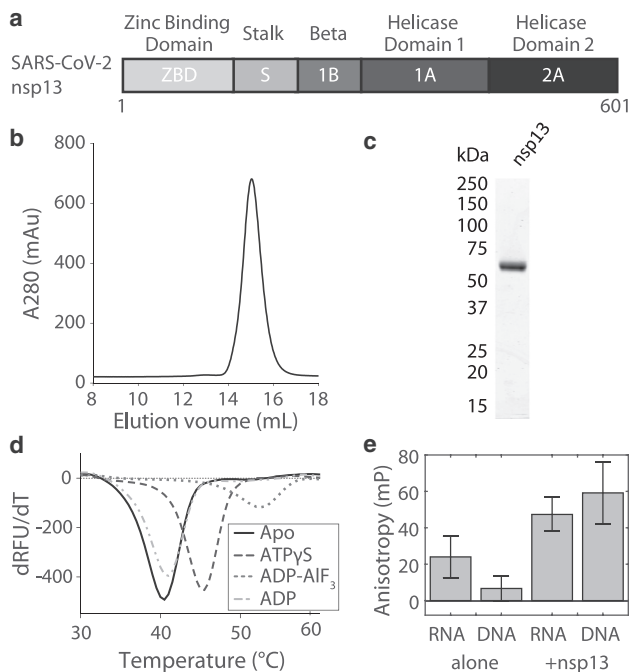 a
Zinc Binding Domain
Stalk
Beta
Helicase Domain 1
Helicase Domain 2
SARS-CoV-2 nsp13
ZBD
S
1B
1A
2A
1
601
b
A280 (mAu)
800
600
400
200
0
8 10 12 14 16 18
Elution voume (mL)
c
kDa
nsp13
250
150
100
75
50
37
25
20
15
d
dRFU/dT
0
-200
-400
30 40 50 60
Temperature (°C)
Apo
ATPγS
ADP-AlF3
ADP
e
Anisotropy (mP)
80
60
40
20
0
RNA DNA RNA DNA
alone +nsp13